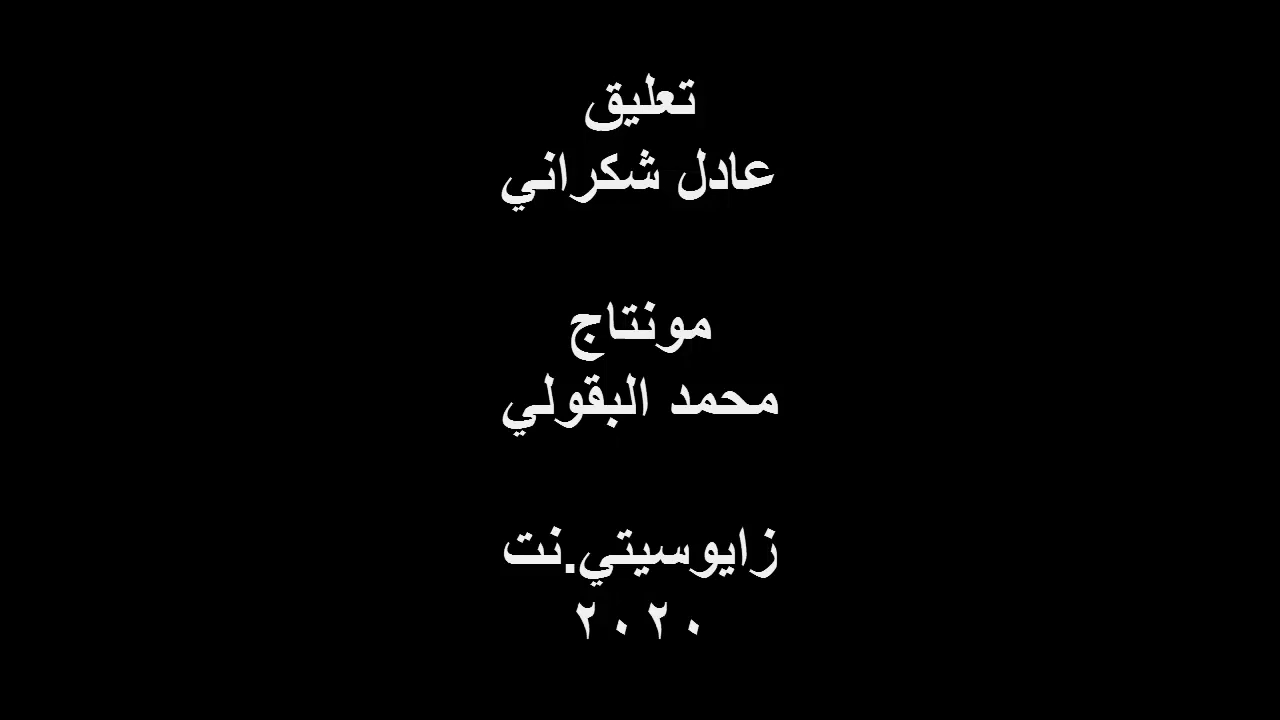 تعليق
عادل شكراني
مونتاج
محمد البقولي
زايوسيتي.نت
٢٠٢٠